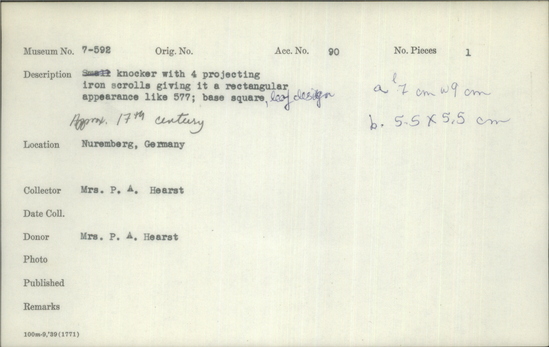 Museum No. 7-592 Orig. No. Acc. No. 90 No. Pieces 1
Description Small knocker with 4 projecting
iron scrolls giving it a rectangular
appearance like 577; base square, leaf design
Approx. 17th century
a l 7 cm w 9 cm
b. 5.5 X 5.5 cm
Location Nuremberg, Germany
Collector Mrs. P. A. Hearst
Date Coll.
Donor Mrs. P. A. Hearst
Photo
Published
Remarks
100m-9,'39(1771)